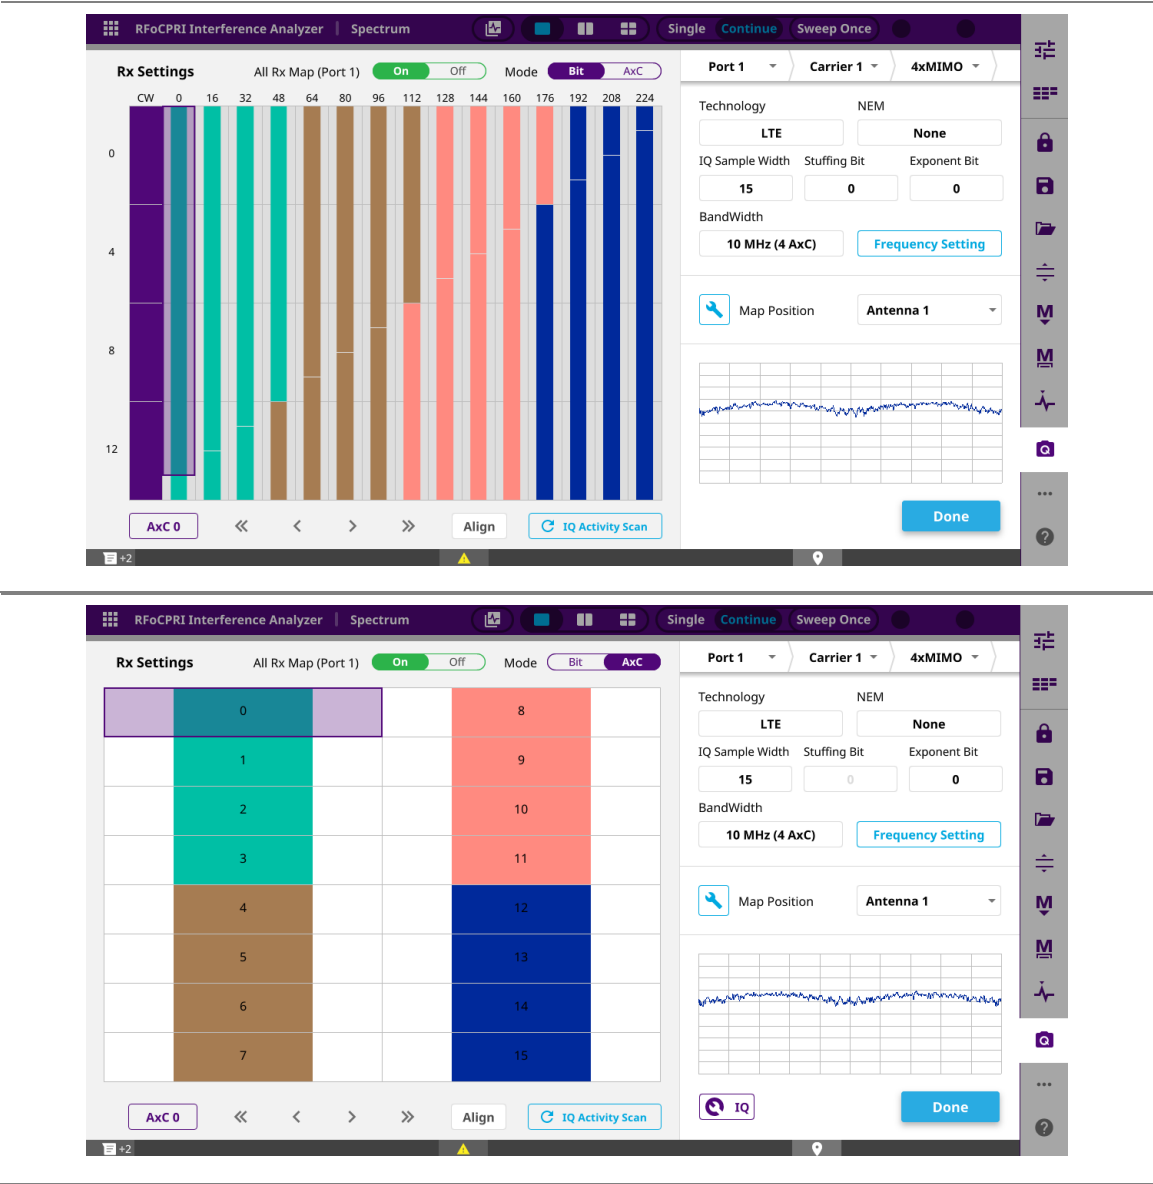 RFoCPRI Interference Analyzer | Spectrum Single Continue Sweep Once
Rx Settings All Rx Map (Port 1) On Off Mode Bit AxC Port 1 Carrier 1 4xMIMO
CW 0 16 32 48 64 80 96 112 128 144 160 176 192 208 224
Technology NEM
LTE None
0
IQ Sample Width Stuffing Bit Exponent Bit
15 0 0
BandWidth
4
10 MHz (4 AxC) Frequency Setting
Map Position Antenna 1
8
12
M
M
Q
AxC 0 Align IQ Activity Scan Done
...
?
+2
RFoCPRI Interference Analyzer | Spectrum Single Continue Sweep Once
Rx Settings All Rx Map (Port 1) On Off Mode Bit AxC Port 1 Carrier 1 4xMIMO
Technology NEM
0 8
LTE None
1 9
IQ Sample Width Stuffing Bit Exponent Bit
15 0 0
2 10
BandWidth
10 MHz (4 AxC) Frequency Setting
3 11
4 12
Map Position Antenna 1
5 13
6 14
7 15
M
M
Q
AxC 0 Align IQ Activity Scan IQ Done
...
?
+2